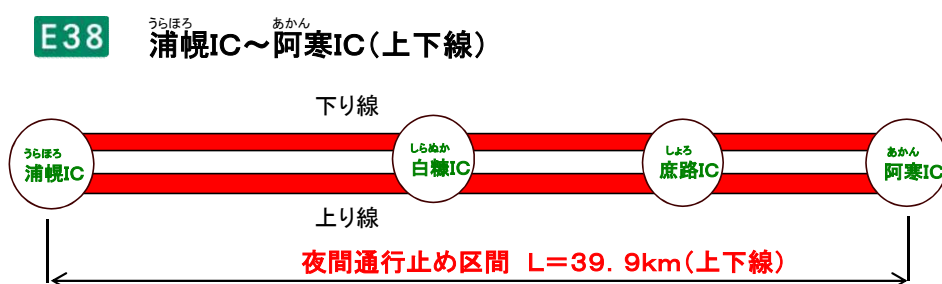 うらほろ あかん
E38 浦幌IC～阿寒IC(上下線)
下り線
うらほろ しらぬか しょろ あかん
浦幌IC 白糠IC 庶路IC 阿寒IC
上り線
夜間通行止め区間 L＝39．9km(上下線)